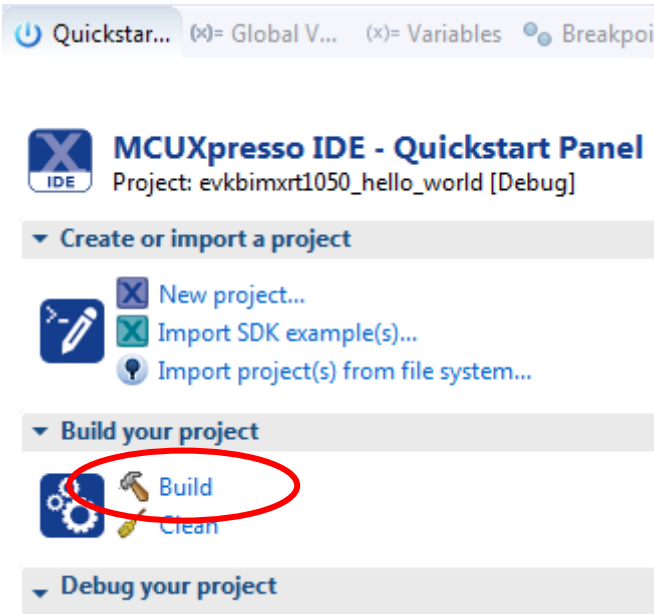 Quickstar... (x)= Global V... (x)= Variables Breakpoi
IDE
MCUXpresso IDE - Quickstart Panel
Project: evkbimxrt1050_hello_world [Debug]
Create or import a project
New project...
Import SDK example(s)...
Import project(s) from file system...
Build your project
Build
Clean
Debug your project